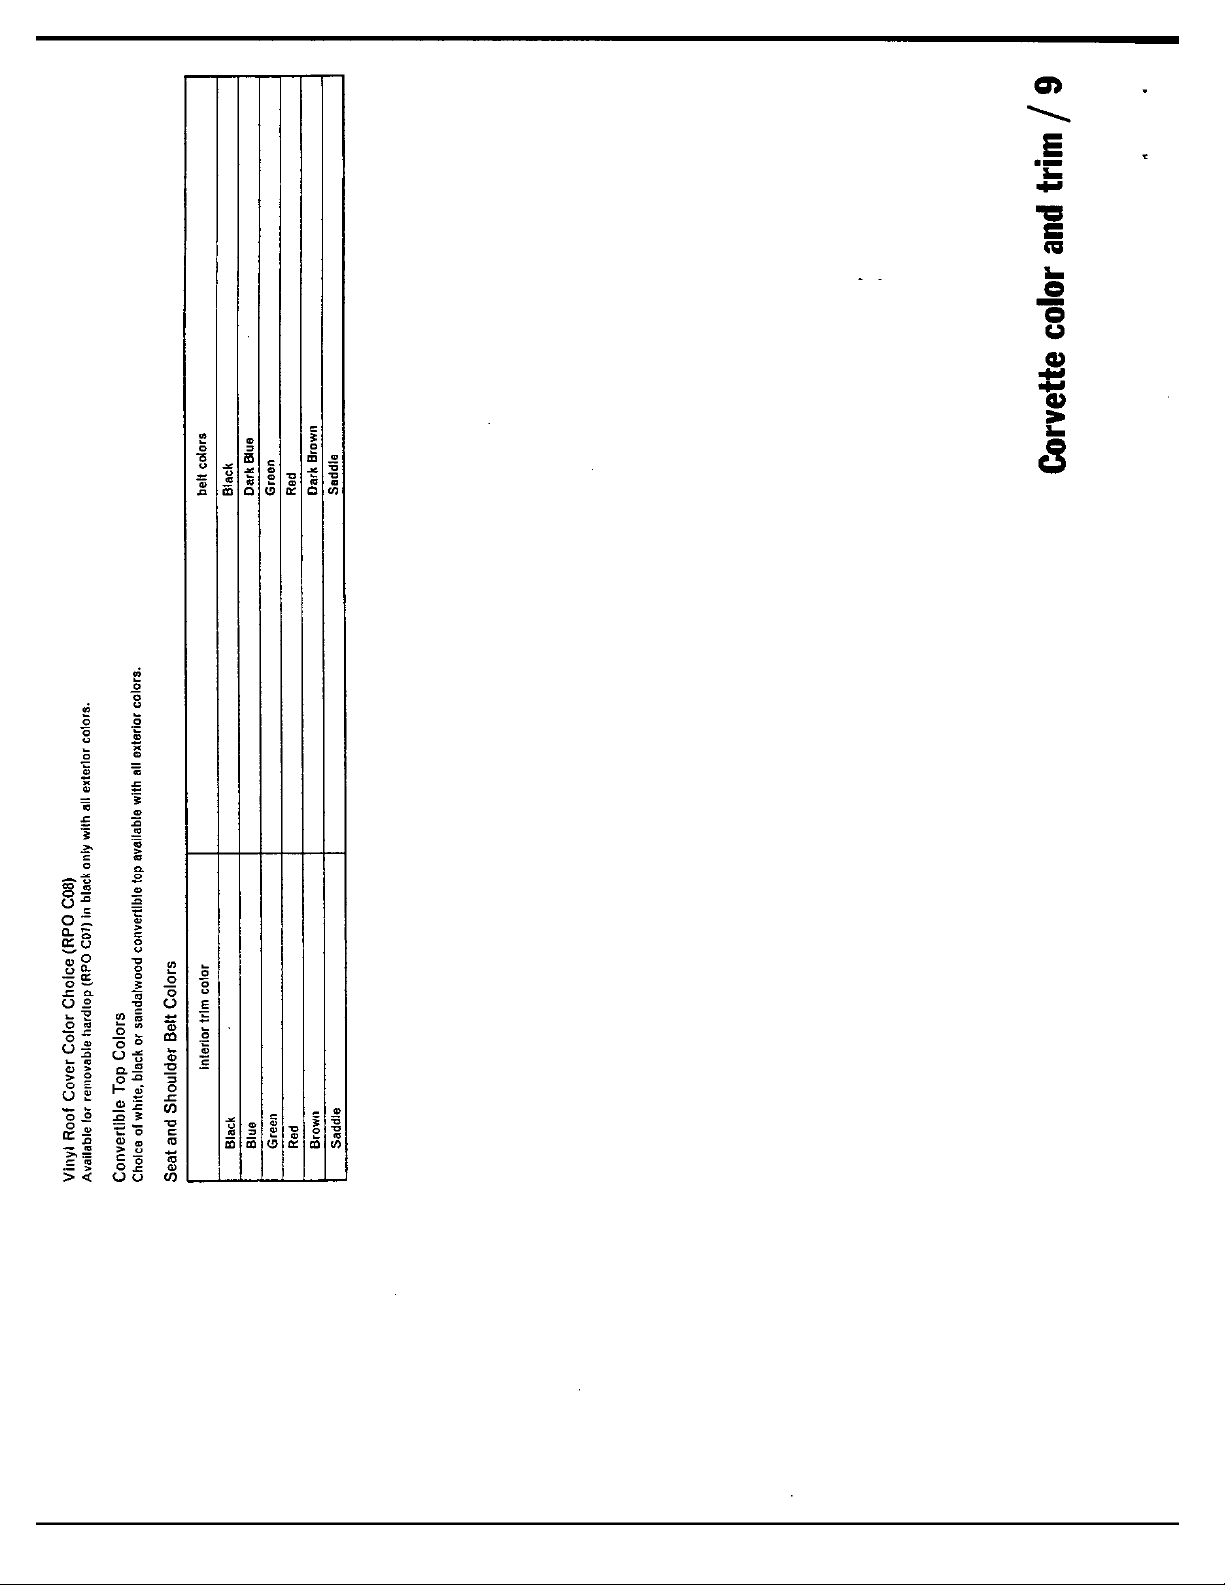 Vinyl Roof Cover Color Choice (RPO C08)
Available for removable hardtop (RPO C07) in black only with all exterior colors.
Convertible Top Colors
Choice of white, black or sandalwood convertible top available with all exterior colors.
Seat and Shoulder Belt Colors
interior trim color belt colors
Black Black
Blue Dark Blue
Green Green
Red Red
Brown Dark Brown
Saddle Saddle
Corvette color and trim / 9